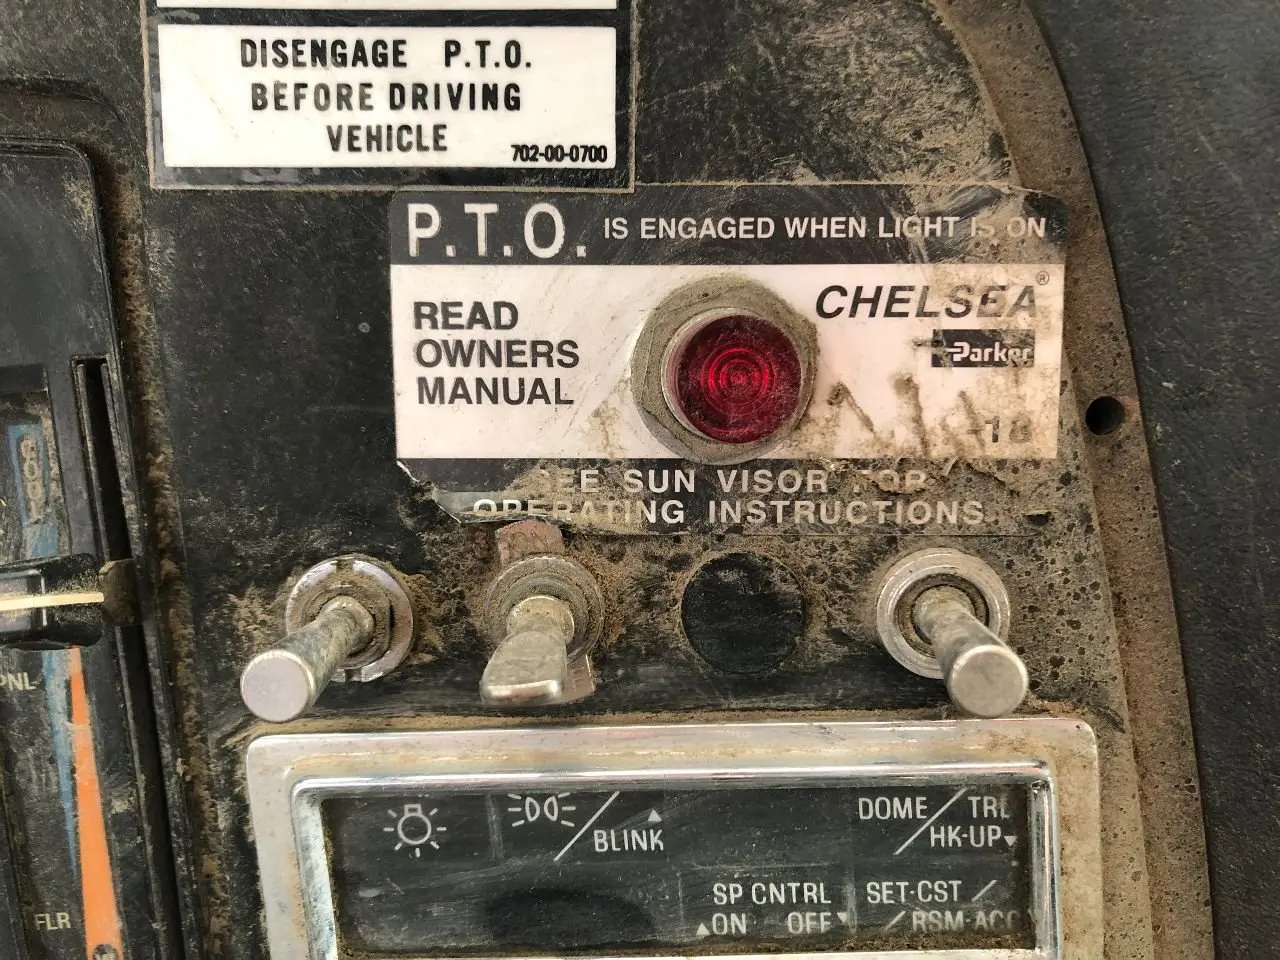 DISENGAGE P.T.O.
BEFORE DRIVING
VEHICLE
702-00-0700
P.T.O. IS ENGAGED WHEN LIGHT IS ON
READ
OWNERS
MANUAL
CHELSEA®
Parker
-18
SEE SUN VISOR FOR
OPERATING INSTRUCTIONS
PNL
FLR
BLINK
DOME / TRL
HK-UP
SP CNTRL
ON OFF
SET-CST /
/ RSM-ACC